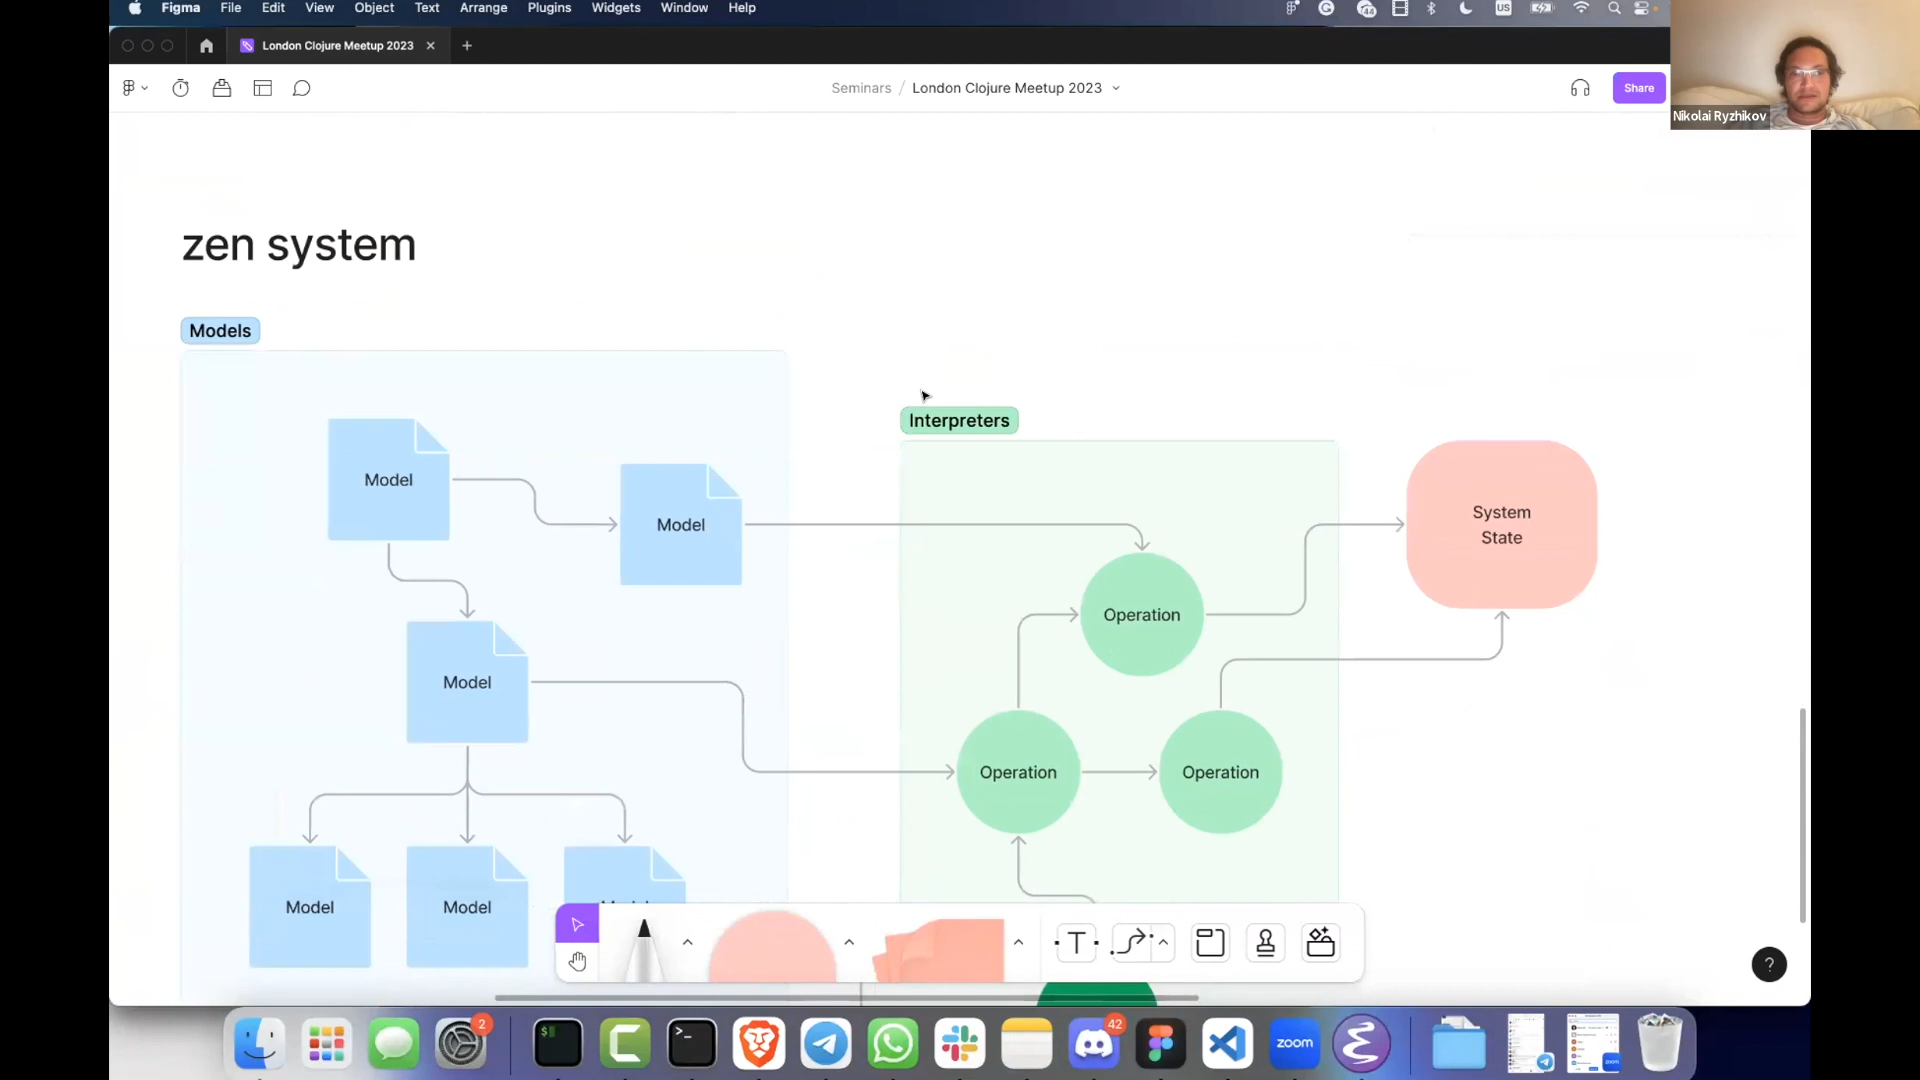 Figma File Edit View Object Text Arrange Plugins Widgets Window Help
44
US
London Clojure Meetup 2023
Seminars / London Clojure Meetup 2023
Share
Nikolai Ryzhikov
zen system
Models
Interpreters
Model
Model
System
State
Operation
Model
Operation
Operation
Model
Model
T
?
2
42
zoom